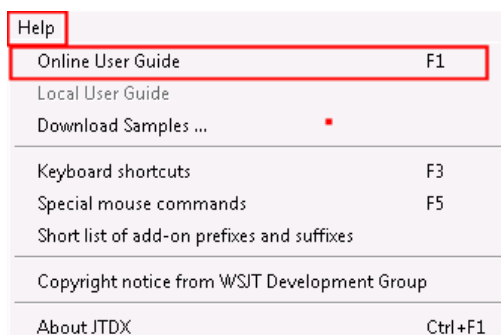 Help
Online User Guide F1
Local User Guide
Download Samples ...
Keyboard shortcuts F3
Special mouse commands F5
Short list of add-on prefixes and suffixes
Copyright notice from WSJT Development Group
About JTDX Ctrl+F1